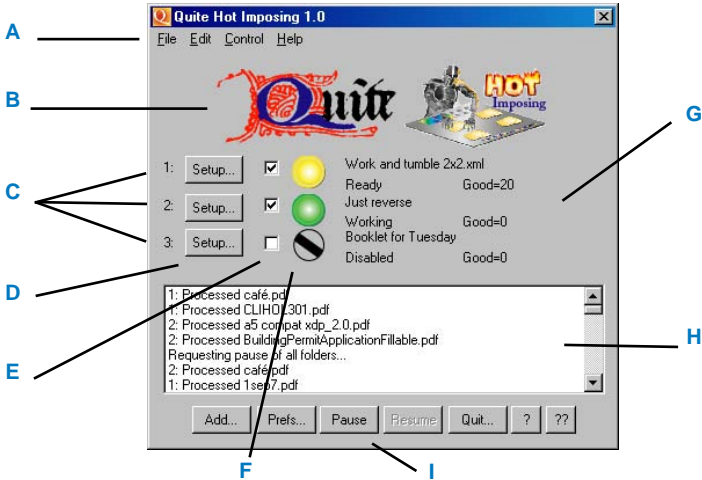 Quite Hot Imposing 1.0
A
File Edit Control Help
B
Quite
HOT
Imposing
G
1: Setup... Work and tumble 2x2.xml
Ready Good=20
C
2: Setup... Just reverse
Working Good=0
3: Setup... Booklet for Tuesday
Disabled Good=0
D
1: Processed café.pdf
1: Processed CLIHOL301.pdf
2: Processed a5 compat xdp_2.0.pdf
2: Processed BuildingPermitApplicationFillable.pdf
H
Requesting pause of all folders...
E
2: Processed café.pdf
1: Processed 1sep7.pdf
Add... Prefs... Pause Resume Quit... ? ??
F
I